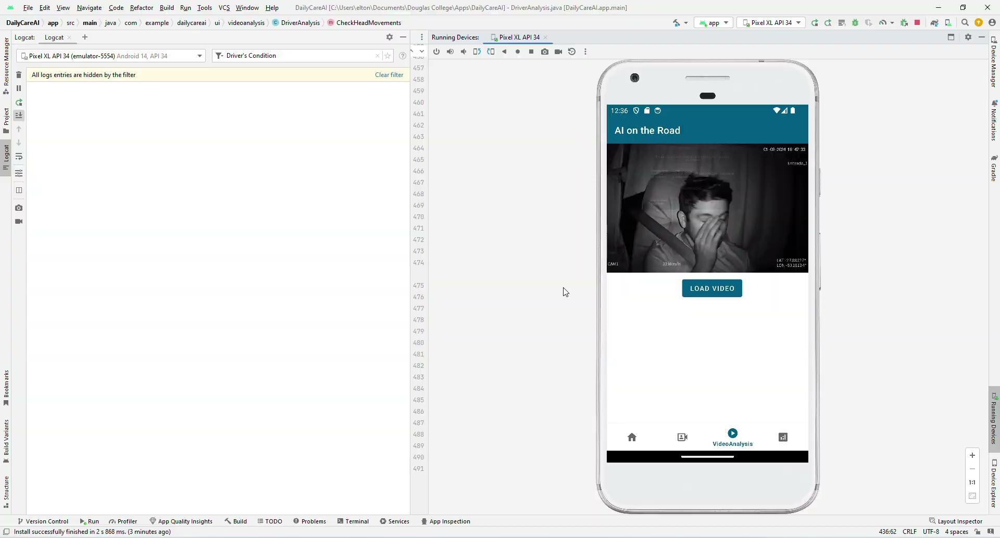 File Edit View Navigate Code Refactor Build Run Tools VCS Window Help DailyCareAI [C:\Users\elton\Documents\Douglas College\Apps\DailyCareAI] - DriverAnalysis.java [DailyCareAI.app.main]
DailyCareAI app src main java com example dailycareai ui videoanalysis DriverAnalysis CheckHeadMovements app Pixel XL API 34
Logcat: Logcat Running Devices: Pixel XL API 34
Pixel XL API 34 (emulator-5554) Android 14, API 34 Driver's Condition
All logs entries are hidden by the filter Clear filter
457
458
459
460
461
462
463
464
465
466
467
468
469
470
471
472
473
474
475
476
477
478
479
480
481
482
483
484
485
486
487
488
489
490
491
12:36
AI on the Road
01-08-2024 18:47:33
Entrada_1
CAM1 33.9km/h
LAT -27.88327°
LON -53.18124°
LOAD VIDEO
VideoAnalysis
1:1
Resource Manager
Project
Logcat
Bookmarks
Build Variants
Structure
Device Manager
Notifications
Gradle
Running Devices
Device Explorer
Version Control Run Profiler App Quality Insights Build TODO Problems Terminal Services App Inspection Layout Inspector
Install successfully finished in 2 s 868 ms. (3 minutes ago) 436:62 CRLF UTF-8 4 spaces